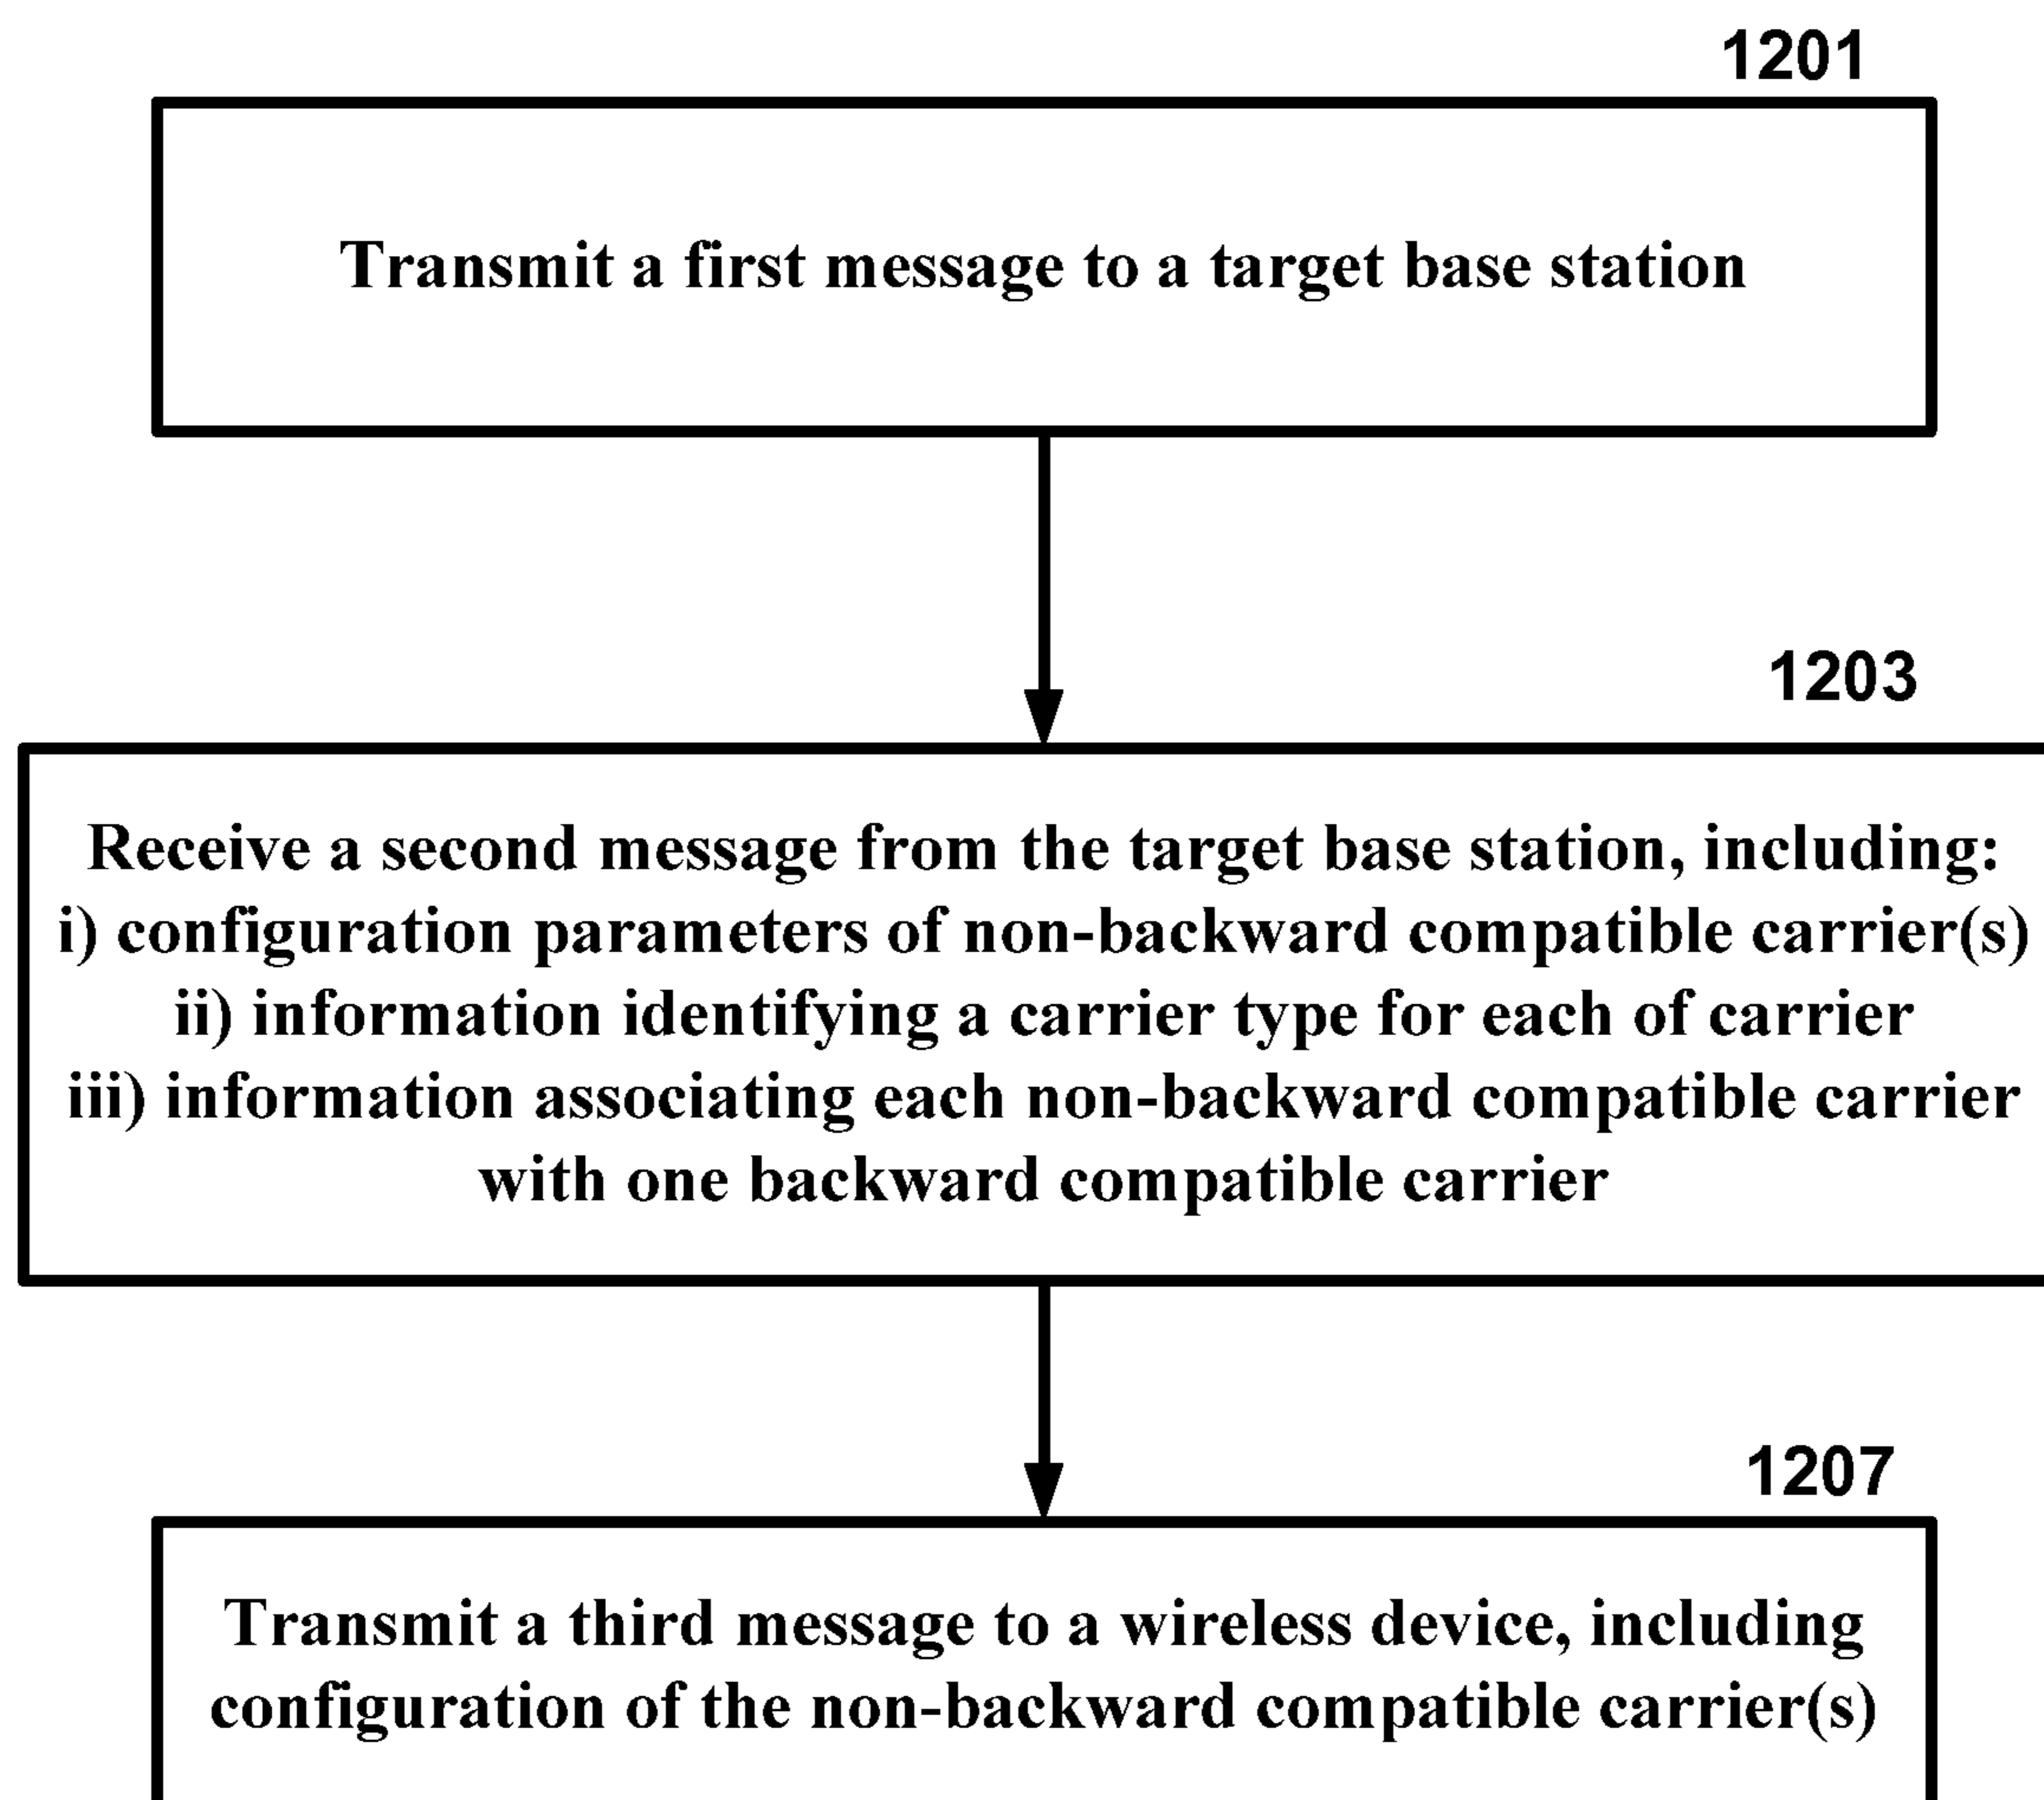 1201
Transmit a first message to a target base station
1203
Receive a second message from the target base station, including:
i) configuration parameters of non-backward compatible carrier(s)
ii) information identifying a carrier type for each of carrier
iii) information associating each non-backward compatible carrier
with one backward compatible carrier
1207
Transmit a third message to a wireless device, including
configuration of the non-backward compatible carrier(s)